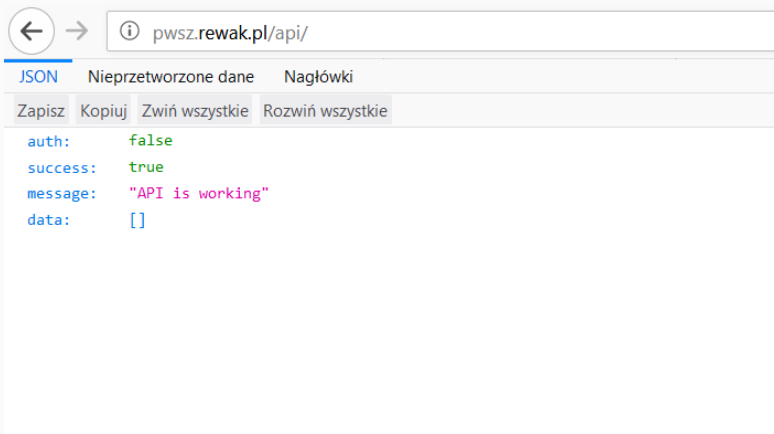 pwsz.rewak.pl/api/
JSON Nieprzetworzone dane Nagłówki
Zapisz Kopiuj Zwiń wszystkie Rozwiń wszystkie
auth: false
success: true
message: "API is working"
data: []